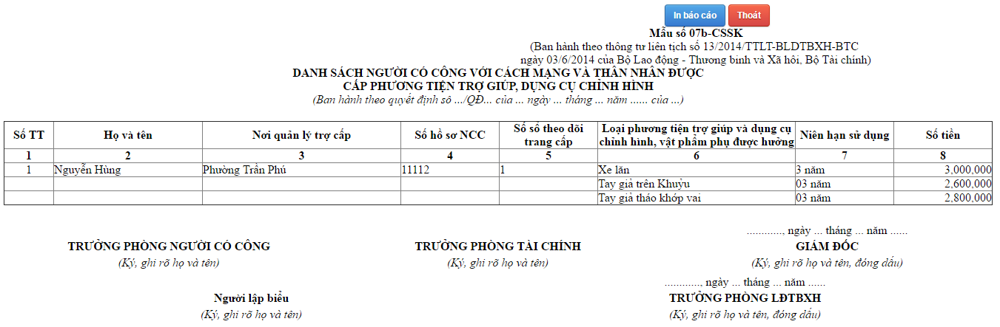 In báo cáo Thoát
Mẫu số 07b-CSSK
(Ban hành theo thông tư liên tịch số 13/2014/TTLT-BLDTBXH-BTC
ngày 03/6/2014 của Bộ Lao động - Thương binh và Xã hôi, Bộ Tài chính)
DANH SÁCH NGƯỜI CÓ CÔNG VỚI CÁCH MẠNG VÀ THÂN NHÂN ĐƯỢC
CẤP PHƯƠNG TIỆN TRỢ GIÚP, DỤNG CỤ CHỈNH HÌNH
(Ban hành theo quyết định sô .../QĐ... của ... ngày ... tháng ... năm ...... của ...)
Số TT Họ và tên Nơi quản lý trợ cấp Số hồ sơ NCC Số sổ theo dõi trang cấp Loại phương tiện trợ giúp và dụng cụ chỉnh hình, vật phẩm phụ được hưởng Niên hạn sử dụng Số tiền
1 2 3 4 5 6 7 8
1 Nguyễn Hùng Phường Trần Phú 11112 1 Xe lăn 3 năm 3,000,000
Tay giả trên Khuỷu 03 năm 2,600,000
Tay giả tháo khớp vai 03 năm 2,800,000
............, ngày ... tháng ... năm ......
TRƯỞNG PHÒNG NGƯỜI CÓ CÔNG TRƯỞNG PHÒNG TÀI CHÍNH GIÁM ĐỐC
(Ký, ghi rõ họ và tên) (Ký, ghi rõ họ và tên) (Ký, ghi rõ họ và tên, đóng dấu)
............, ngày ... tháng ... năm ......
Người lập biểu TRƯỞNG PHÒNG LĐTBXH
(Ký, ghi rõ họ và tên) (Ký, ghi rõ họ và tên, đóng dấu)